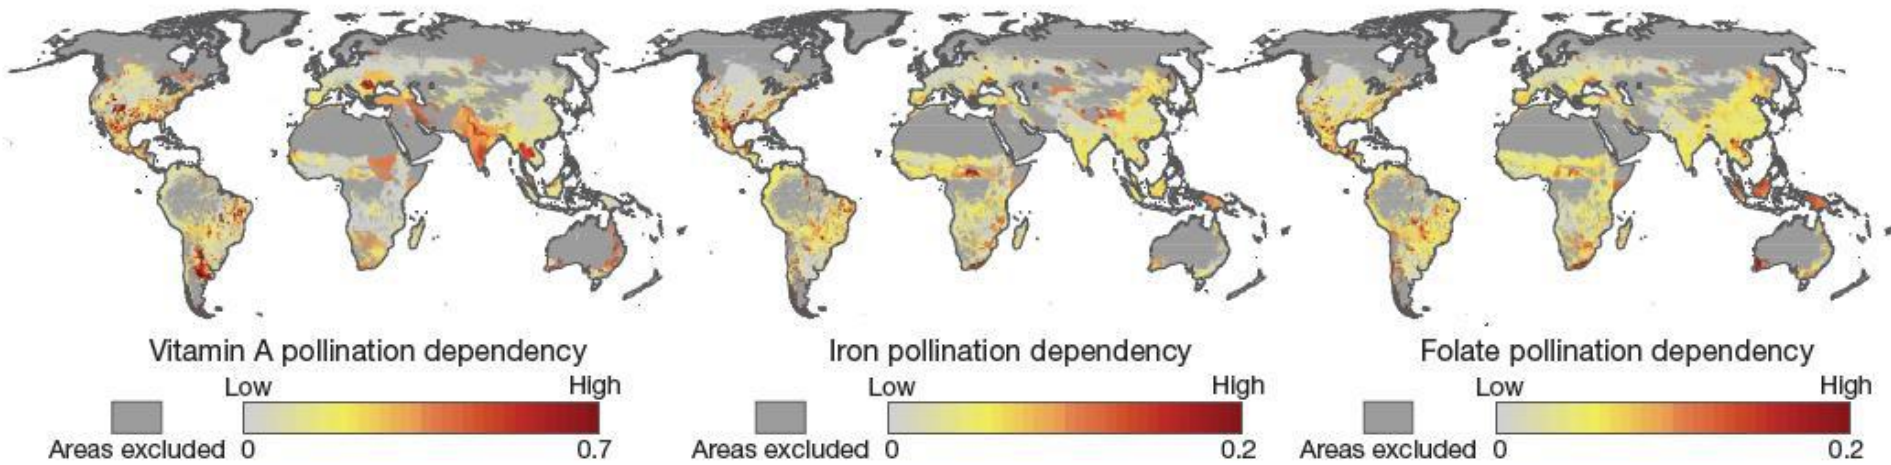 Vitamin A pollination dependency
Low High
Areas excluded 0 0.7
Iron pollination dependency
Low High
Areas excluded 0 0.2
Folate pollination dependency
Low High
Areas excluded 0 0.2